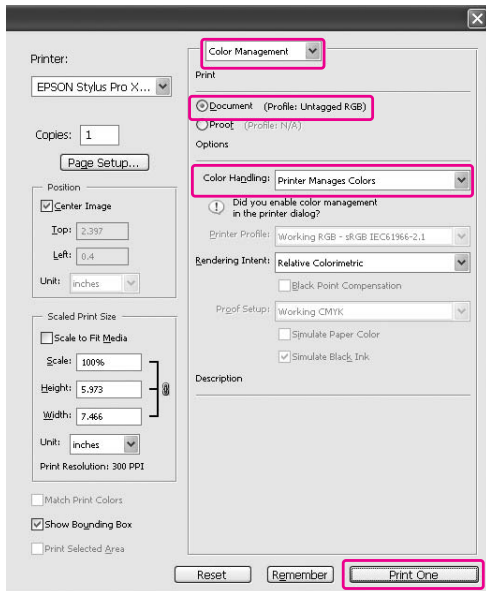 Printer:
EPSON Stylus Pro X...
Copies: 1
Page Setup...
Position
Center Image
Top: 2.397
Left: 0.4
Unit: inches
Scaled Print Size
Scale to Fit Media
Scale: 100%
Height: 5.973
Width: 7.466
Unit: inches
Print Resolution: 300 PPI
Match Print Colors
Show Bounding Box
Print Selected Area
Color Management
Print
Document (Profile: Untagged RGB)
Proof (Profile: N/A)
Options
Color Handling: Printer Manages Colors
Did you enable color management
in the printer dialog?
Printer Profile: Working RGB - sRGB IEC61966-2.1
Rendering Intent: Relative Colorimetric
Black Point Compensation
Proof Setup: Working CMYK
Simulate Paper Color
Simulate Black Ink
Description
Reset
Remember
Print One